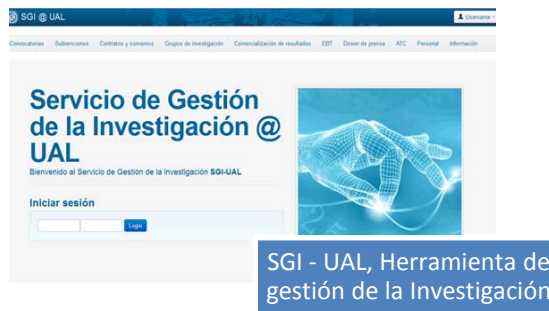 SGI @ UAL
Username
Convocatorias Subvenciones Contratos y convenios Grupos de investigación Comercialización de resultados EBT Dosier de prensa ATC Personal Información
Servicio de Gestión
de la Investigación @
UAL
Bienvenido al Servicio de Gestión de la Investigación SGI-UAL
Iniciar sesión
Login
SGI - UAL, Herramienta de
gestión de la Investigación